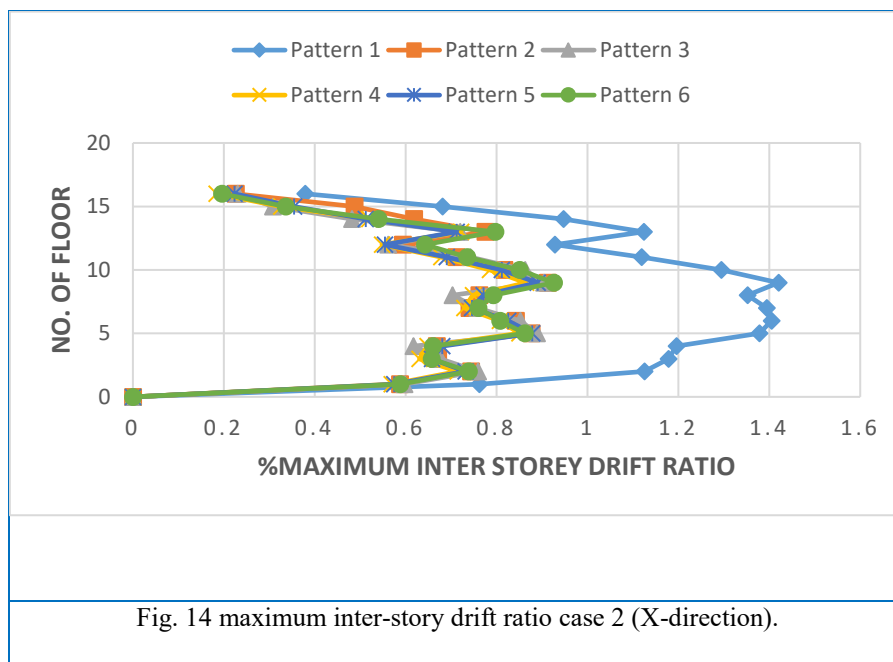 Pattern 1 Pattern 2 Pattern 3
Pattern 4 Pattern 5 Pattern 6
NO. OF FLOOR
20
15
10
5
0
0 0.2 0.4 0.6 0.8 1 1.2 1.4 1.6
%MAXIMUM INTER STOREY DRIFT RATIO
Fig. 14 maximum inter-story drift ratio case 2 (X-direction).